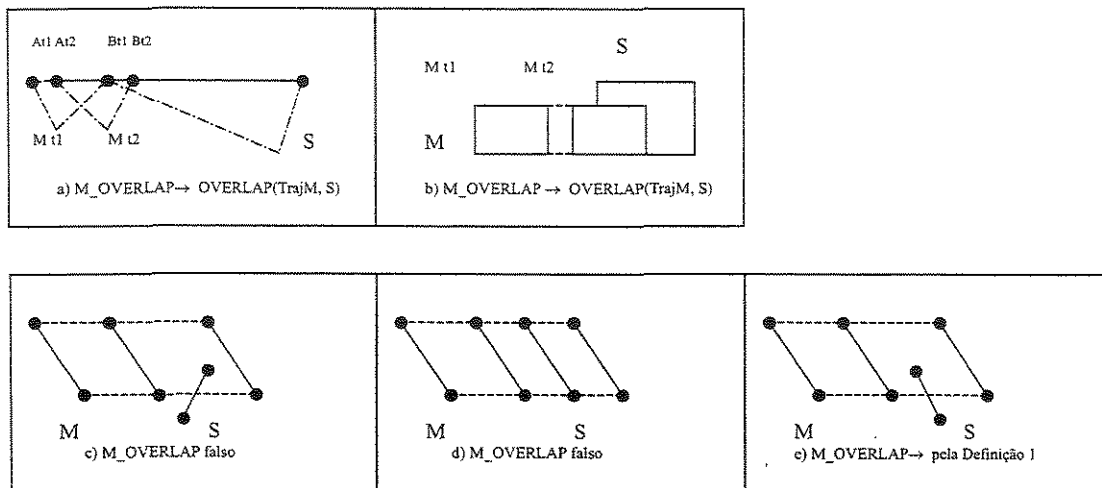 At1 At2 Bt1 Bt2
M t1 M t2 S
a) M_OVERLAP→ OVERLAP(TrajM, S)
S
M t1 M t2
M
b) M_OVERLAP → OVERLAP(TrajM, S)
M S
c) M_OVERLAP falso
M S
d) M_OVERLAP falso
M S
e) M_OVERLAP→ pela Definição 1